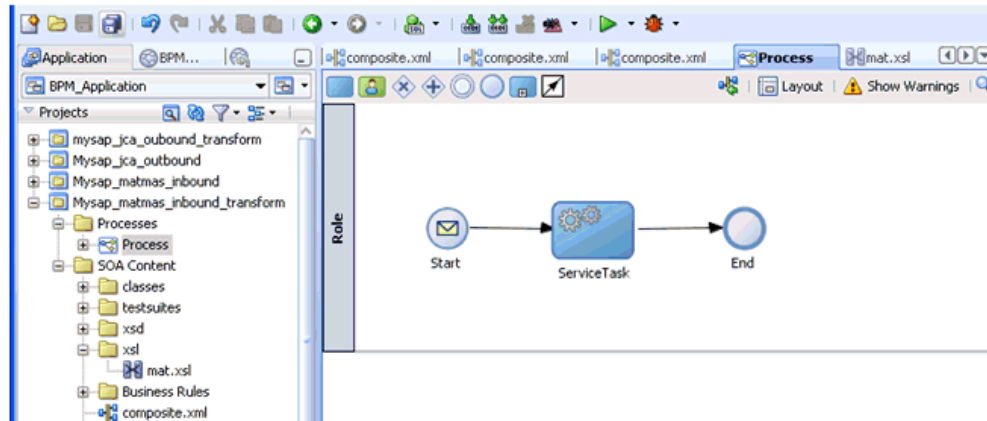 Application BPM... composite.xml composite.xml composite.xml Process mat.xsl
BPM_Application Layout Show Warnings
Projects
mysap_jca_oubound_transform
Mysap_jca_outbound
Mysap_matmas_inbound
Mysap_matmas_inbound_transform
Processes
Process
SOA Content
classes
testsuites
xsd
xsl
mat.xsl
Business Rules
composite.xml
Role
Start
ServiceTask
End